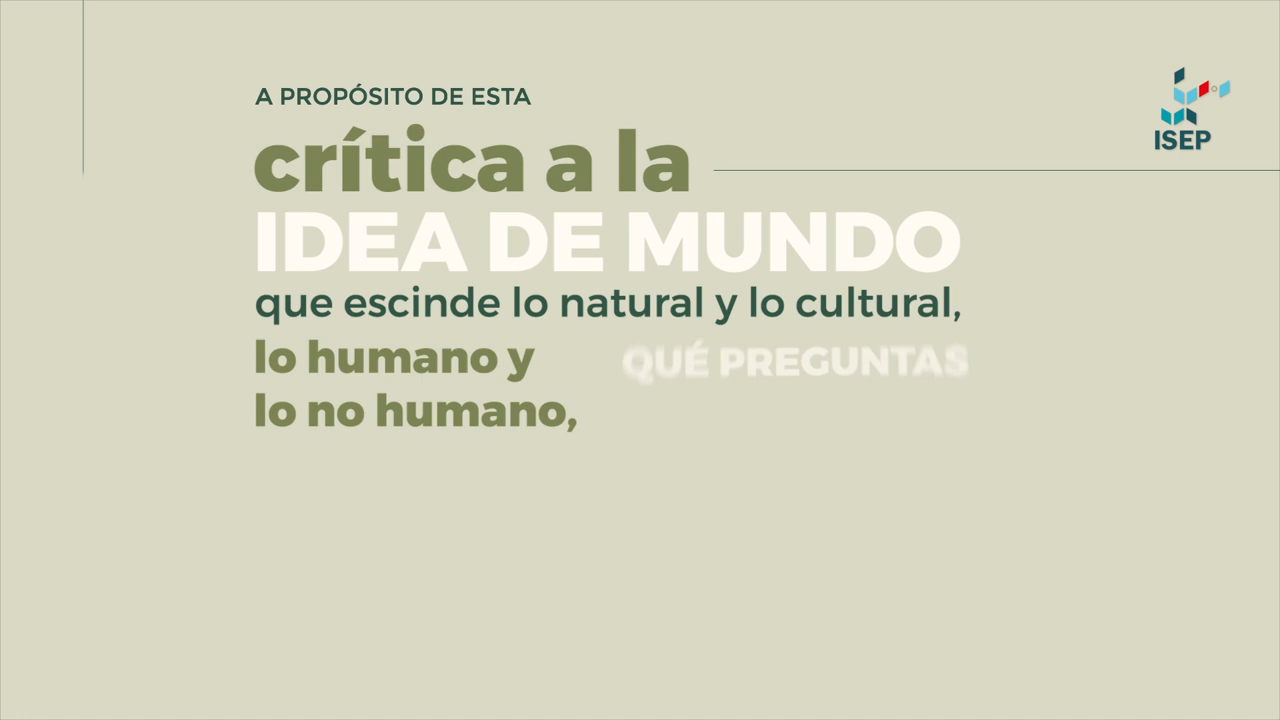 A PROPÓSITO DE ESTA
crítica a la
IDEA DE MUNDO
que escinde lo natural y lo cultural,
lo humano y
lo no humano,
QUÉ PREGUNTAS
ISEP